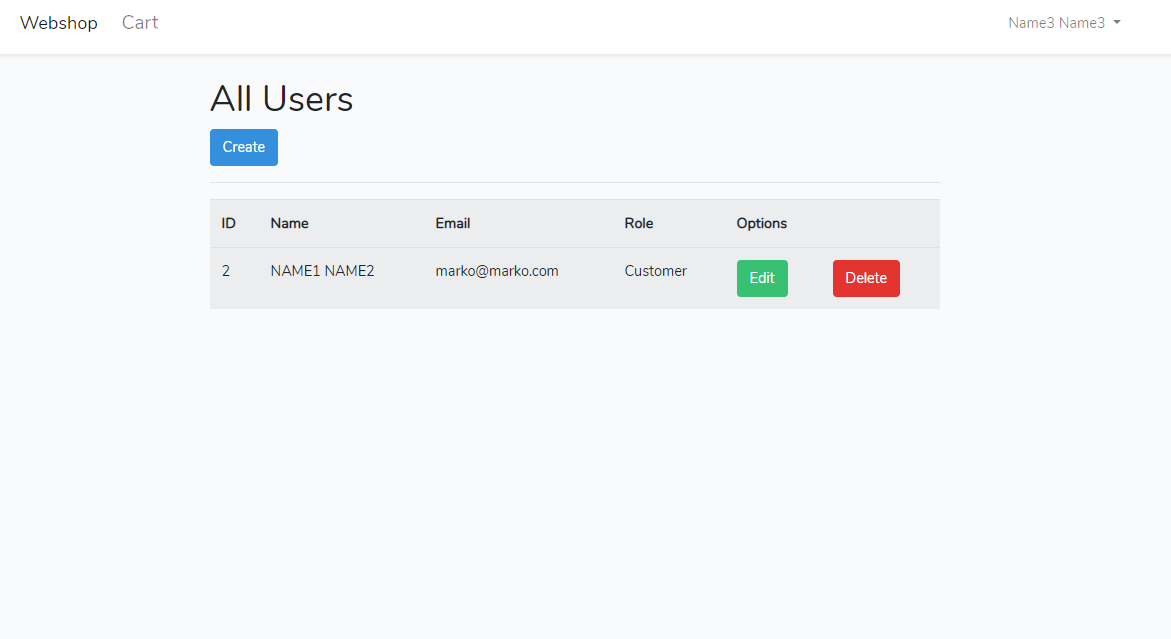 Webshop Cart Name3 Name3
All Users
Create
ID Name Email Role Options
2 NAME1 NAME2 marko@marko.com Customer Edit Delete